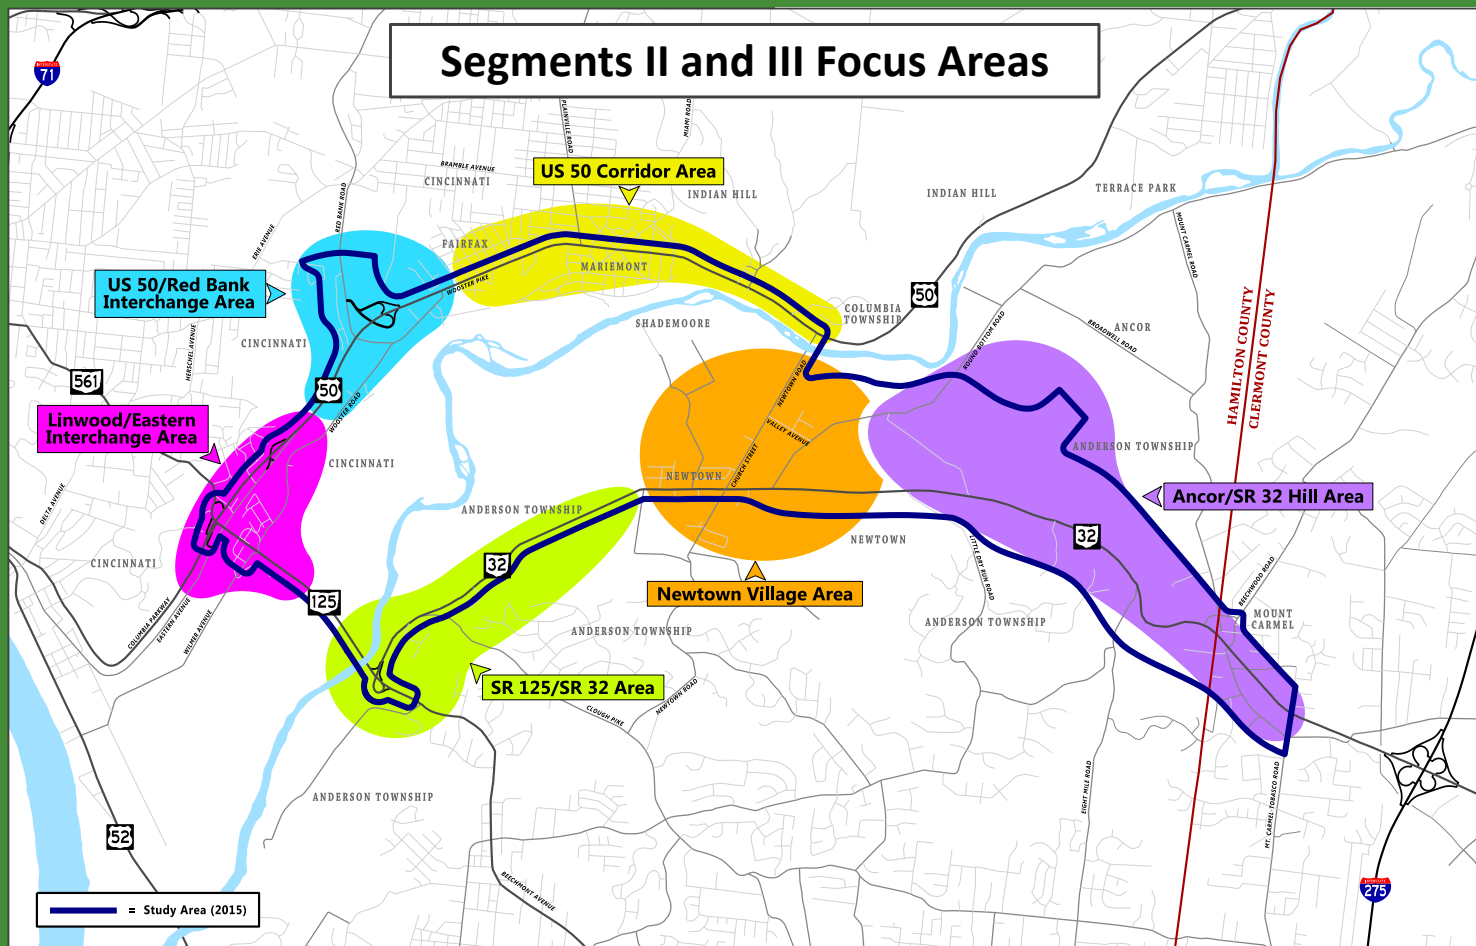 Segments II and III Focus Areas
INTERSTATE
71
PLAINVILLE ROAD
MIAMI ROAD
BRAMBLE AVENUE
CINCINNATI
US 50 Corridor Area
INDIAN HILL
INDIAN HILL
TERRACE PARK
RED BANK ROAD
ERIE AVENUE
MOUNT CARMEL ROAD
FAIRFAX
MARIEMONT
WOOSTER PIKE
US 50/Red Bank
Interchange Area
50
COLUMBIA
TOWNSHIP
SHADEMOORE
HAMILTON COUNTY
CLERMONT COUNTY
ANCOR
BROADWELL ROAD
ROUND BOTTOM ROAD
CINCINNATI
HERSCHEL AVENUE
561
50
NEWTOWN ROAD
Linwood/Eastern
Interchange Area
WOOSTER ROAD
VALLEY AVENUE
CHURCH STREET
ANDERSON TOWNSHIP
CINCINNATI
NEWTOWN
DELTA AVENUE
ANDERSON TOWNSHIP
Ancor/SR 32 Hill Area
32
NEWTOWN
CINCINNATI
32
LITTLE DRY RUN ROAD
BEECHWOOD ROAD
125
Newtown Village Area
COLUMBIA PARKWAY
EASTERN AVENUE
WILMER AVENUE
ANDERSON TOWNSHIP
ANDERSON TOWNSHIP
MOUNT
CARMEL
SR 125/SR 32 Area
CLOUGH PIKE
NEWTOWN ROAD
EIGHT MILE ROAD
MT. CARMEL-TOBASCO ROAD
ANDERSON TOWNSHIP
52
BEECHMONT AVENUE
INTERSTATE
275
= Study Area (2015)